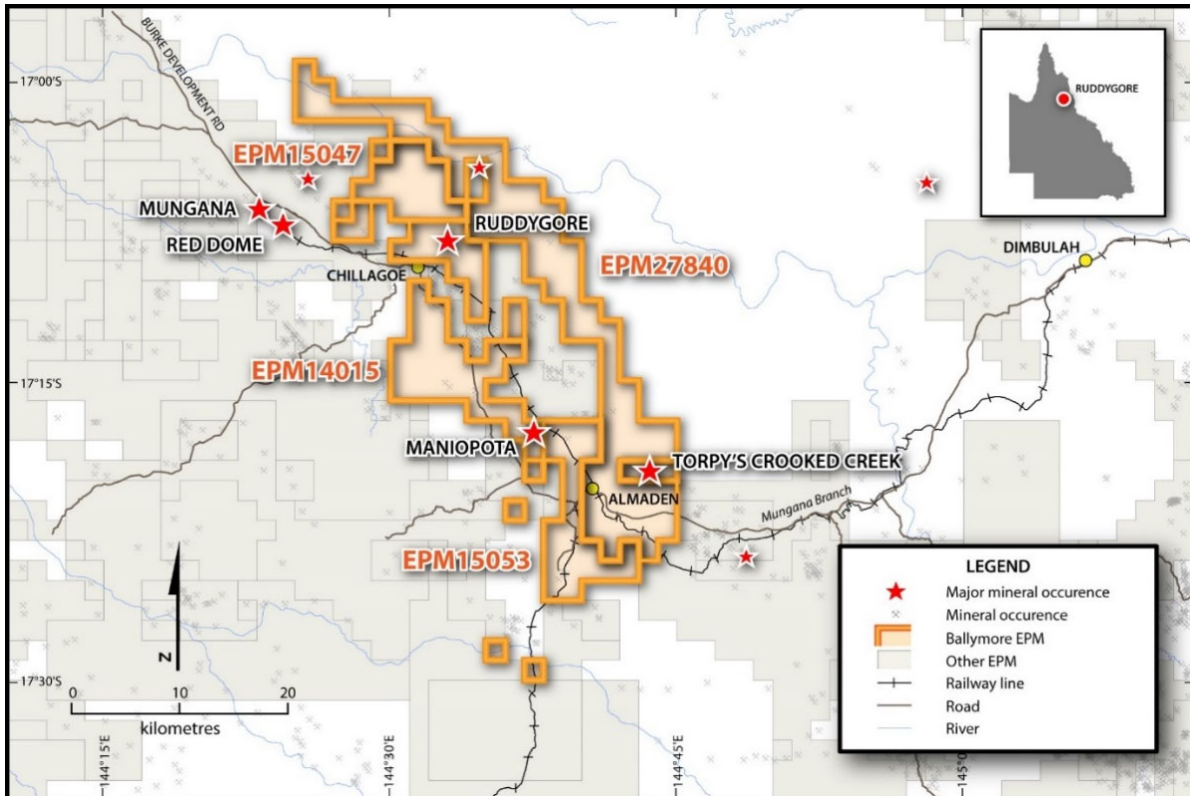 BURKE DEVELOPMENT RD
RUDDYGORE
17°00'S
EPM15047
MUNGANA
RED DOME
RUDDYGORE
CHILLAGOE
EPM27840
DIMBULAH
EPM14015
17°15'S
MANIOPOTA
TORPY'S CROOKED CREEK
ALMADEN
Mungana Branch
EPM15053
N
0 10 20
kilometres
17°30'S
144°15'E
144°30'E
144°45'E
LEGEND
Major mineral occurence
Mineral occurence
Ballymore EPM
Other EPM
Railway line
Road
River